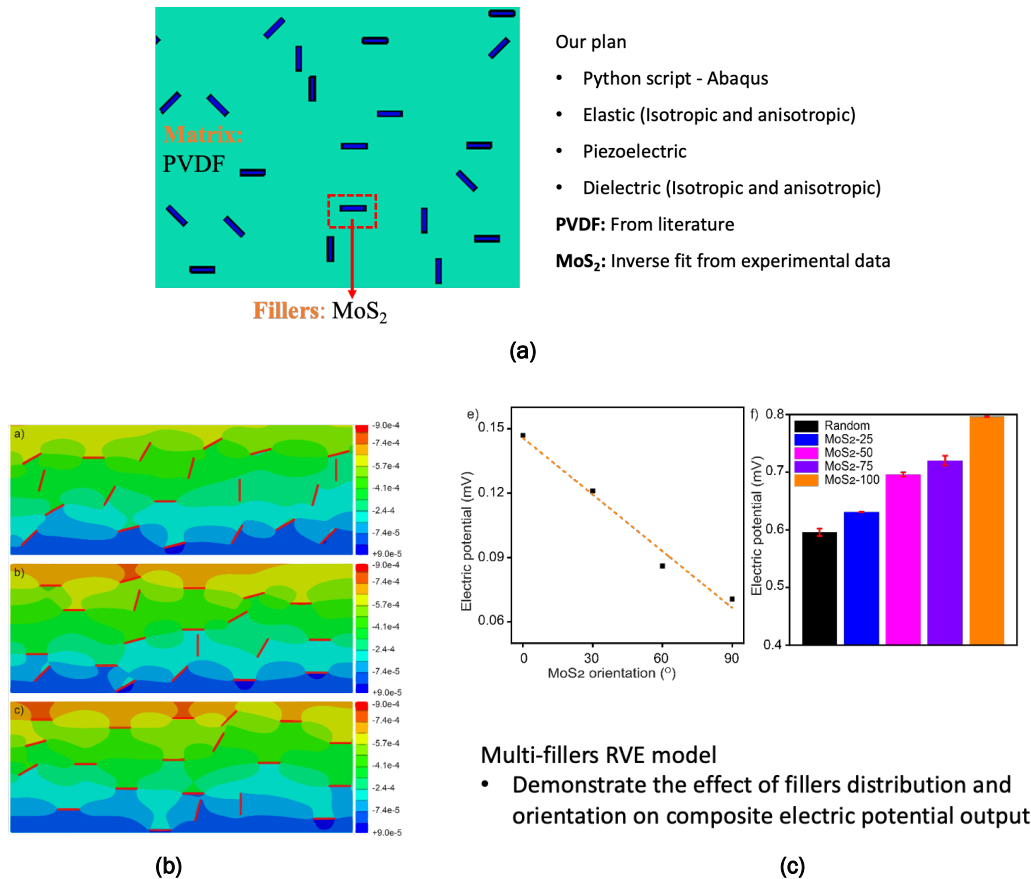 Matrix:
PVDF
Fillers: MoS2
Our plan
• Python script - Abaqus
• Elastic (Isotropic and anisotropic)
• Piezoelectric
• Dielectric (Isotropic and anisotropic)
PVDF: From literature
MoS2: Inverse fit from experimental data
(a)
a)
-9.0e-4
-7.4e-4
-5.7e-4
-4.1e-4
-2.4-4
-7.4e-5
+9.0e-5
b)
-9.0e-4
-7.4e-4
-5.7e-4
-4.1e-4
-2.4-4
-7.4e-5
+9.0e-5
c)
-9.0e-4
-7.4e-4
-5.7e-4
-4.1e-4
-2.4-4
-7.4e-5
+9.0e-5
(b)
e)
Electric potential (mV)
0.15
0.12
0.09
0.06
0 30 60 90
MoS2 orientation (O)
f)
Electric potential (mV)
0.8
0.7
0.6
0.5
0.4
Random
MoS2-25
MoS2-50
MoS2-75
MoS2-100
Multi-fillers RVE model
• Demonstrate the effect of fillers distribution and
orientation on composite electric potential output
(c)